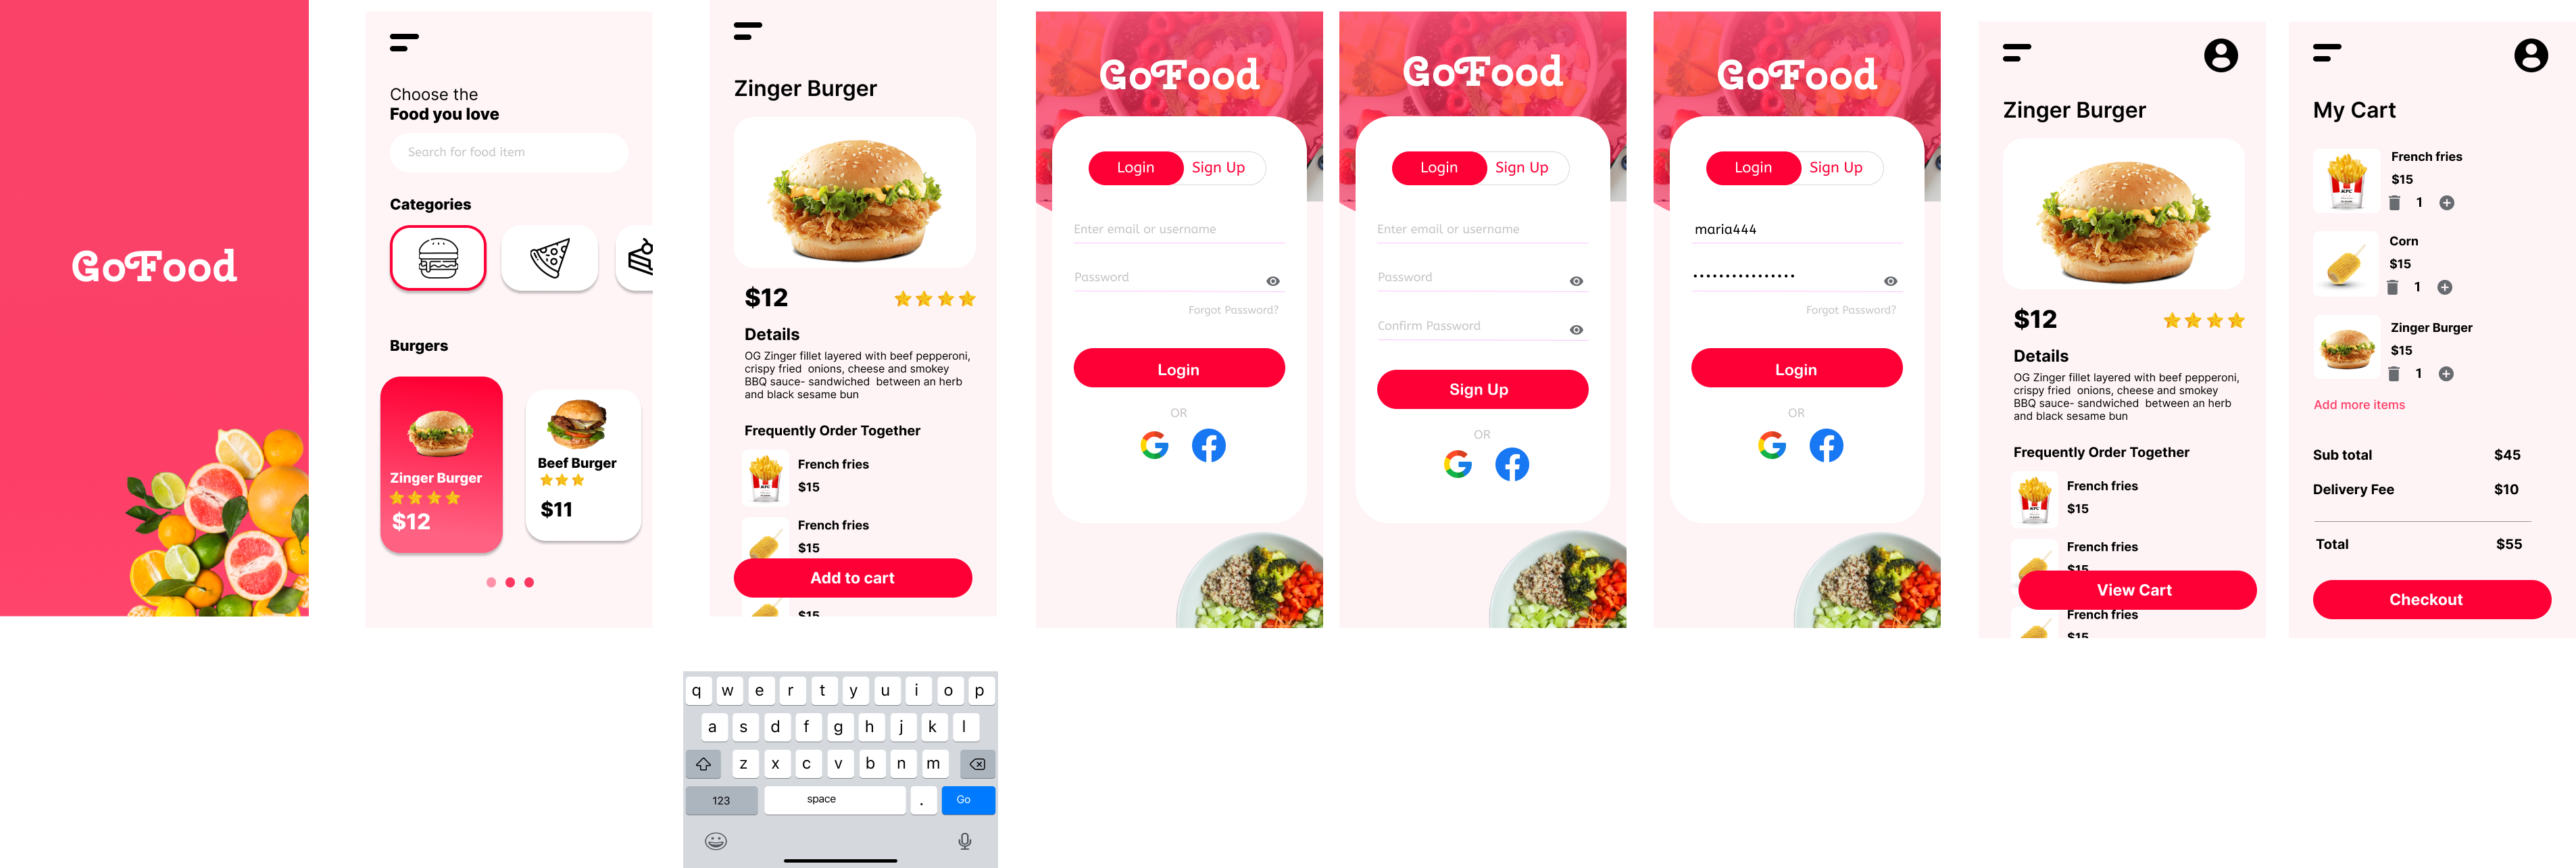 GoFood
Choose the
Food you love
Search for food item
Categories
Burgers
Zinger Burger
$12
Beef Burger
$11
Zinger Burger
$12
Details
OG Zinger fillet layered with beef pepperoni,
crispy fried onions, cheese and smokey
BBQ sauce- sandwiched between an herb
and black sesame bun
Frequently Order Together
French fries
$15
French fries
$15
Add to cart
$15
GoFood
Login Sign Up
Enter email or username
Password
Forgot Password?
Login
OR
GoFood
Login Sign Up
Enter email or username
Password
Confirm Password
Sign Up
OR
GoFood
Login Sign Up
maria444
••••••••••••••••
Forgot Password?
Login
OR
Zinger Burger
$12
Details
OG Zinger fillet layered with beef pepperoni,
crispy fried onions, cheese and smokey
BBQ sauce- sandwiched between an herb
and black sesame bun
Frequently Order Together
French fries
$15
French fries
$15
View Cart
French fries
$15
My Cart
French fries
$15
1
Corn
$15
1
Zinger Burger
$15
1
Add more items
Sub total $45
Delivery Fee $10
Total $55
Checkout
q w e r t y u i o p
a s d f g h j k l
z x c v b n m
123 space . Go